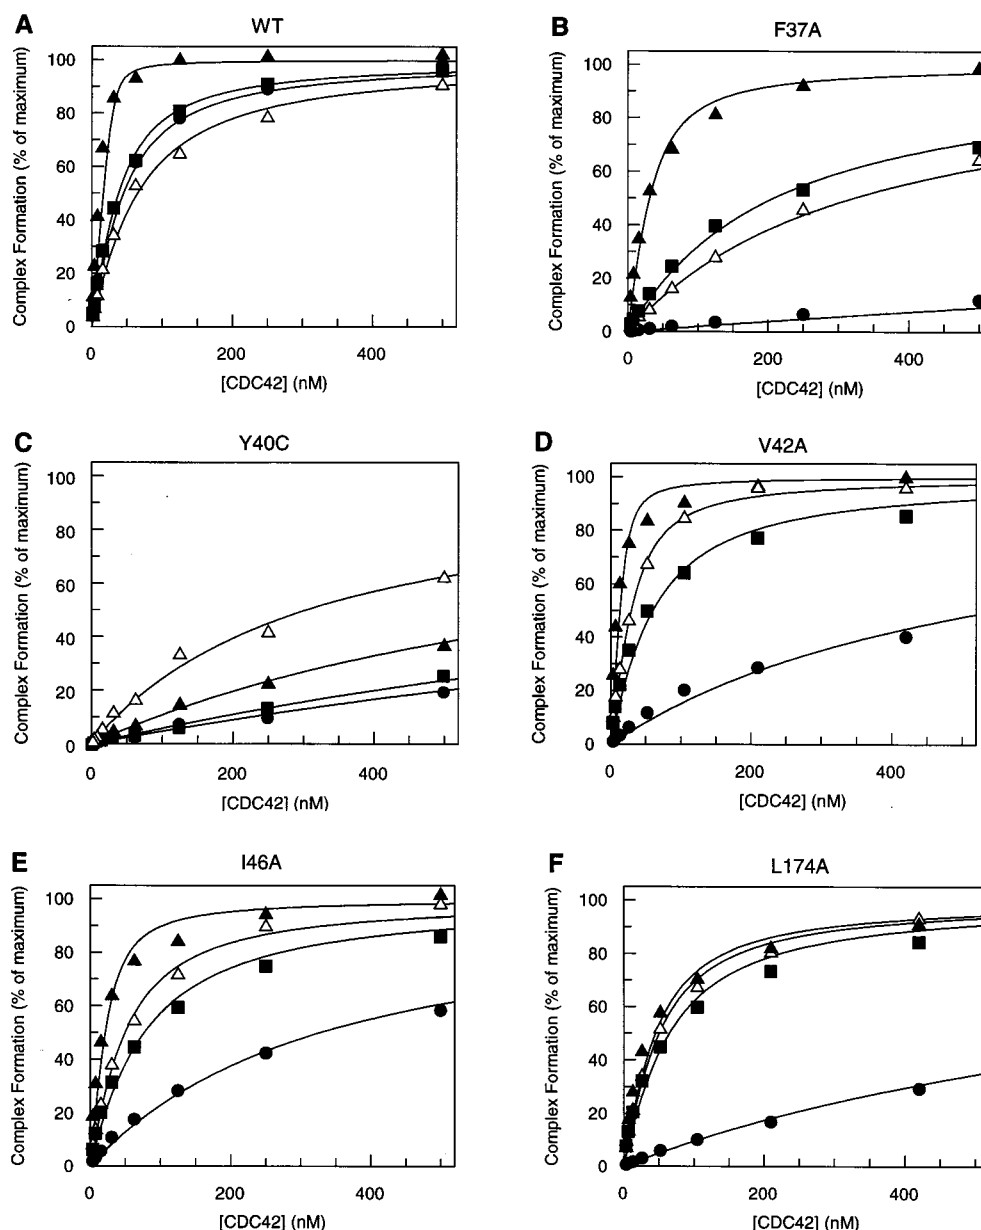 A
WT
Complex Formation (% of maximum)
100
80
60
40
20
0
0
200
400
[CDC42] (nM)
B
F37A
Complex Formation (% of maximum)
100
80
60
40
20
0
0
200
400
[CDC42] (nM)
C
Y40C
Complex Formation (% of maximum)
100
80
60
40
20
0
0
200
400
[CDC42] (nM)
D
V42A
Complex Formation (% of maximum)
100
80
60
40
20
0
0
200
400
[CDC42] (nM)
E
I46A
Complex Formation (% of maximum)
100
80
60
40
20
0
0
200
400
[CDC42] (nM)
F
L174A
Complex Formation (% of maximum)
100
80
60
40
20
0
0
200
400
[CDC42] (nM)